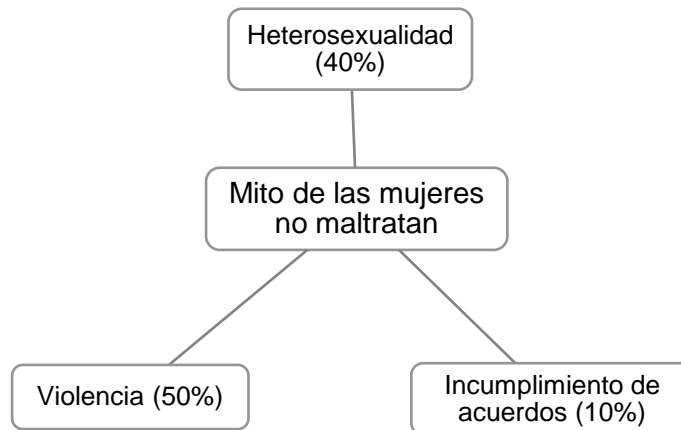 Heterosexualidad
(40%)
Mito de las mujeres
no maltratan
Violencia (50%)
Incumplimiento de
acuerdos (10%)